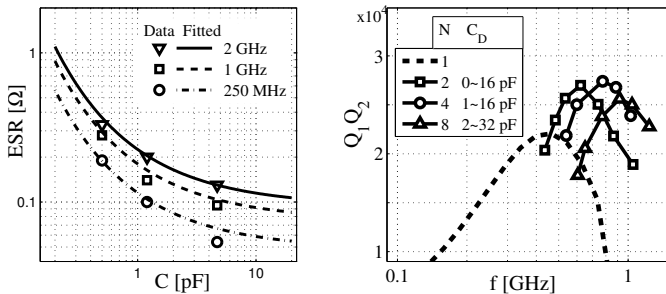 Data Fitted
2 GHz
1 GHz
250 MHz
1
0.1
ESR [Ω]
1
10
C [pF]
x10⁴
N C_D
1
2 0~16 pF
4 1~16 pF
8 2~32 pF
3
2
1
Q₁Q₂
0.1
1
f [GHz]